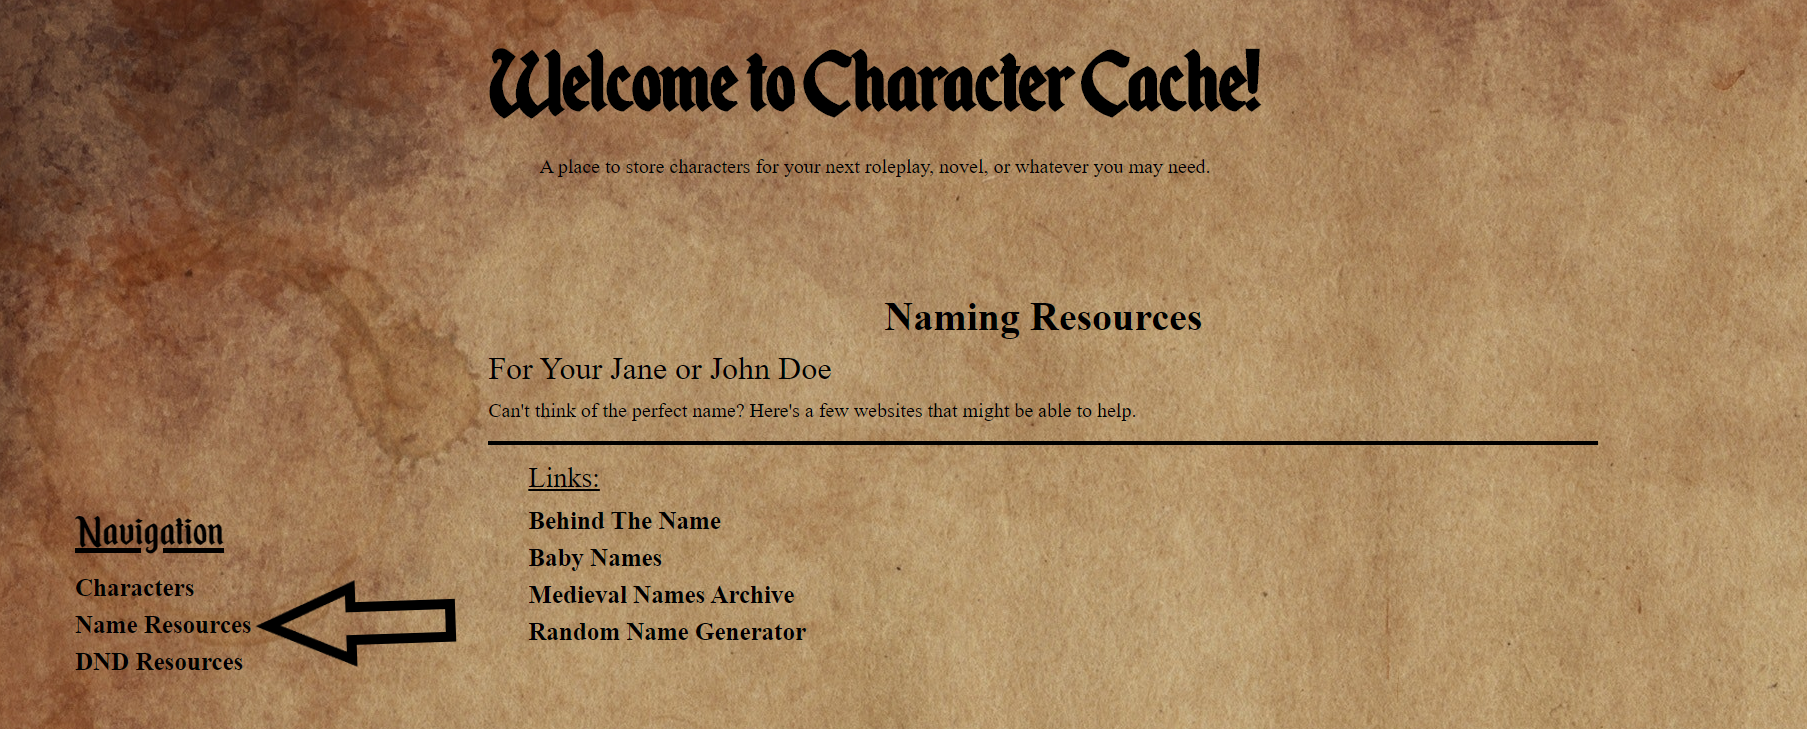 Welcome to Character Cache!
A place to store characters for your next roleplay, novel, or whatever you may need.
Naming Resources
For Your Jane or John Doe
Can't think of the perfect name? Here's a few websites that might be able to help.
Links:
Behind The Name
Baby Names
Medieval Names Archive
Random Name Generator
Navigation
Characters
Name Resources
DND Resources